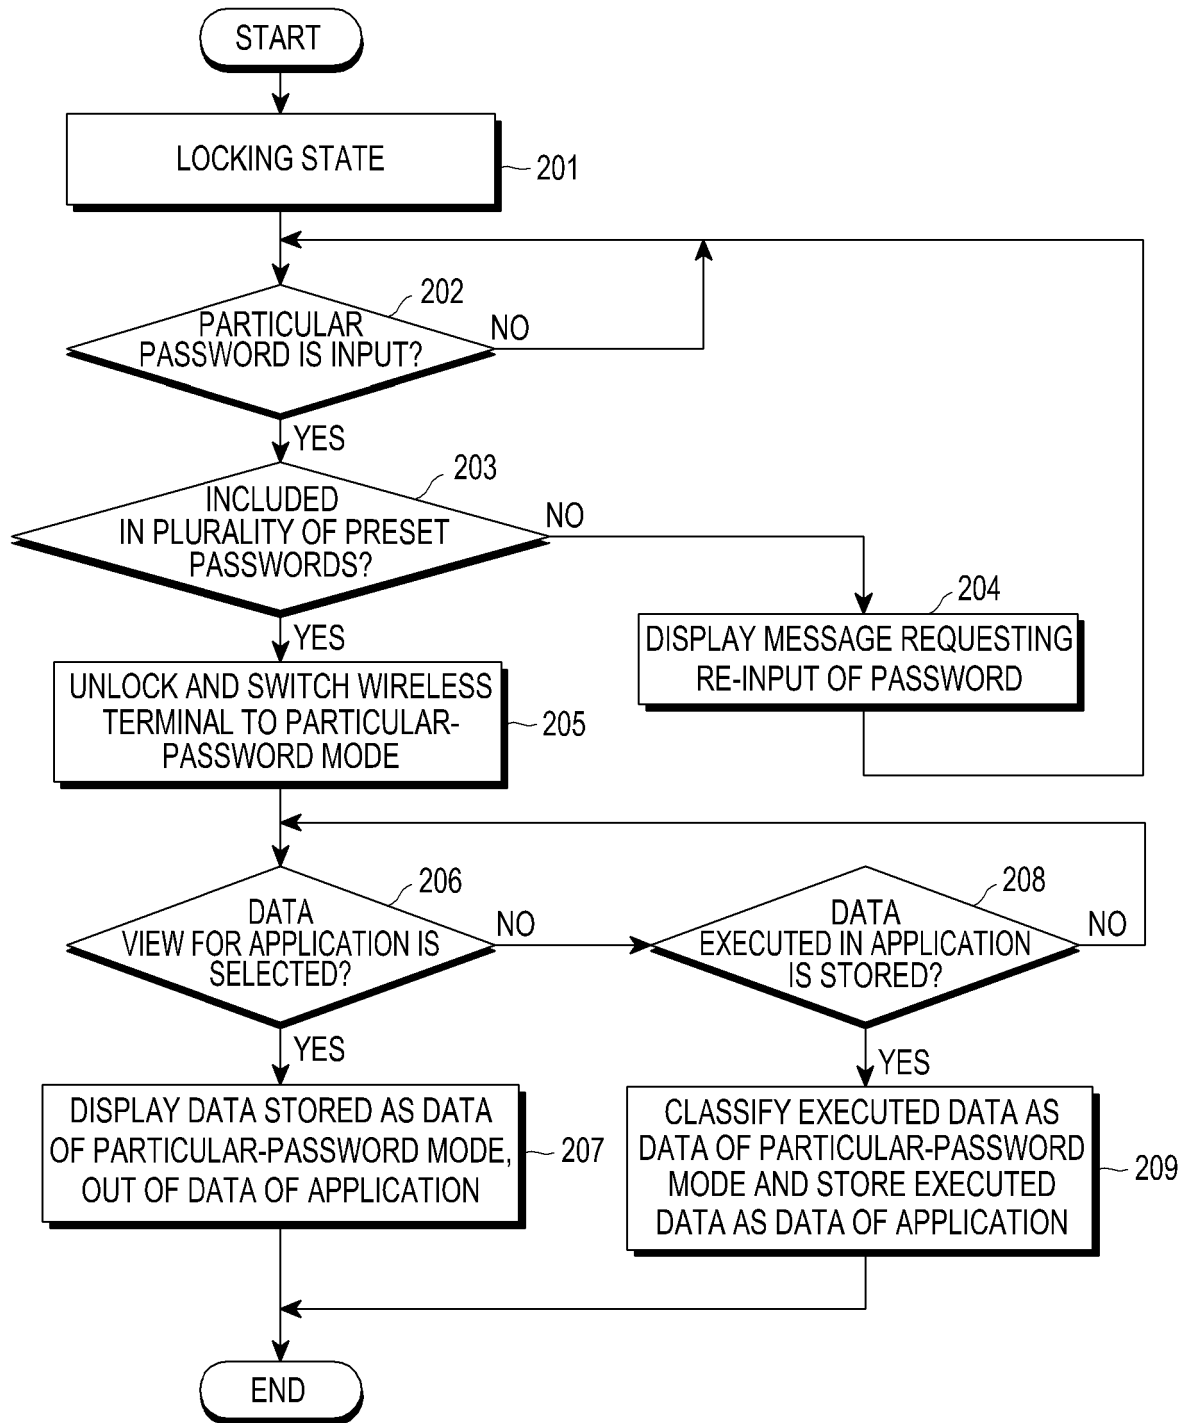 START
LOCKING STATE
201
202
PARTICULAR
PASSWORD IS INPUT?
NO
YES
203
INCLUDED
IN PLURALITY OF PRESET
PASSWORDS?
NO
YES
204
DISPLAY MESSAGE REQUESTING
RE-INPUT OF PASSWORD
UNLOCK AND SWITCH WIRELESS
TERMINAL TO PARTICULAR-
PASSWORD MODE
205
206
DATA
VIEW FOR APPLICATION IS
SELECTED?
NO
YES
208
DATA
EXECUTED IN APPLICATION
IS STORED?
NO
YES
DISPLAY DATA STORED AS DATA
OF PARTICULAR-PASSWORD MODE,
OUT OF DATA OF APPLICATION
207
CLASSIFY EXECUTED DATA AS
DATA OF PARTICULAR-PASSWORD
MODE AND STORE EXECUTED
DATA AS DATA OF APPLICATION
209
END